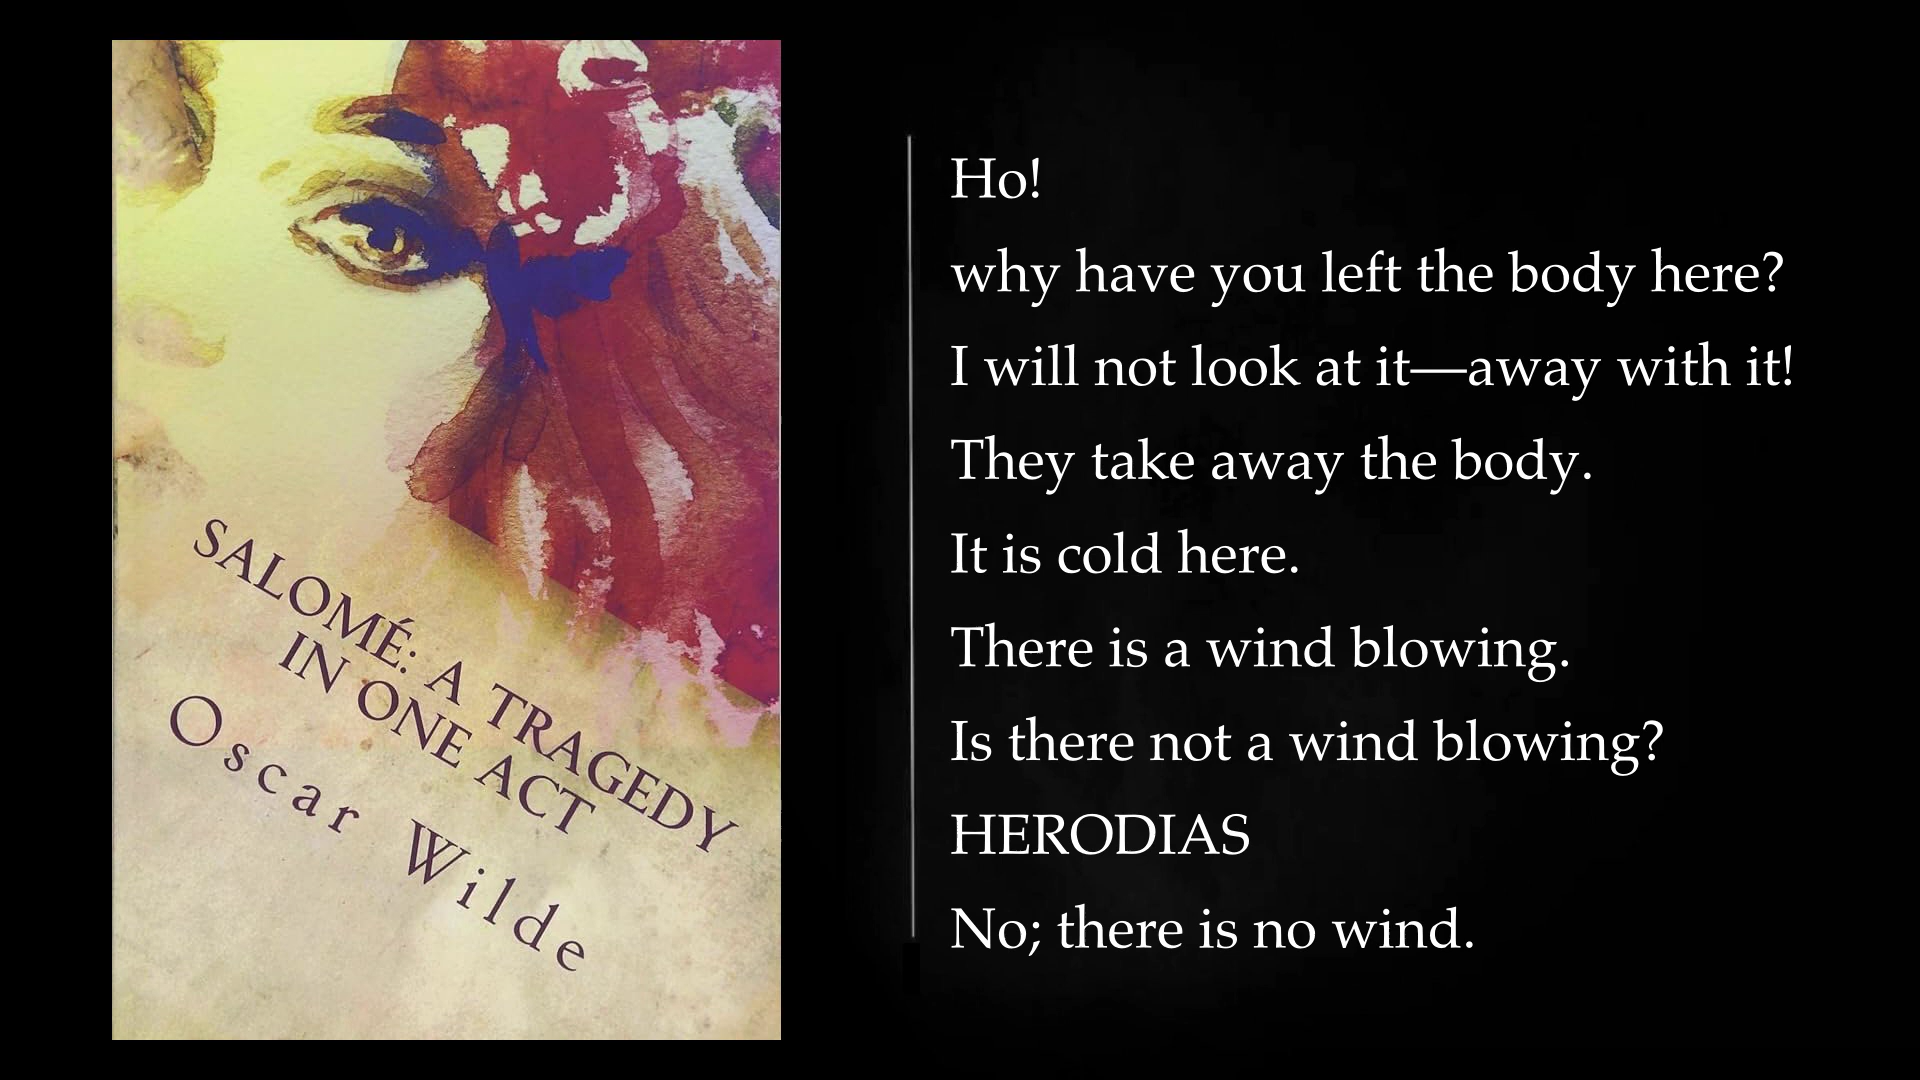 SALOMÉ: A TRAGEDY
IN ONE ACT
Oscar Wilde
Ho!
why have you left the body here?
I will not look at it—away with it!
They take away the body.
It is cold here.
There is a wind blowing.
Is there not a wind blowing?
HERODIAS
No; there is no wind.